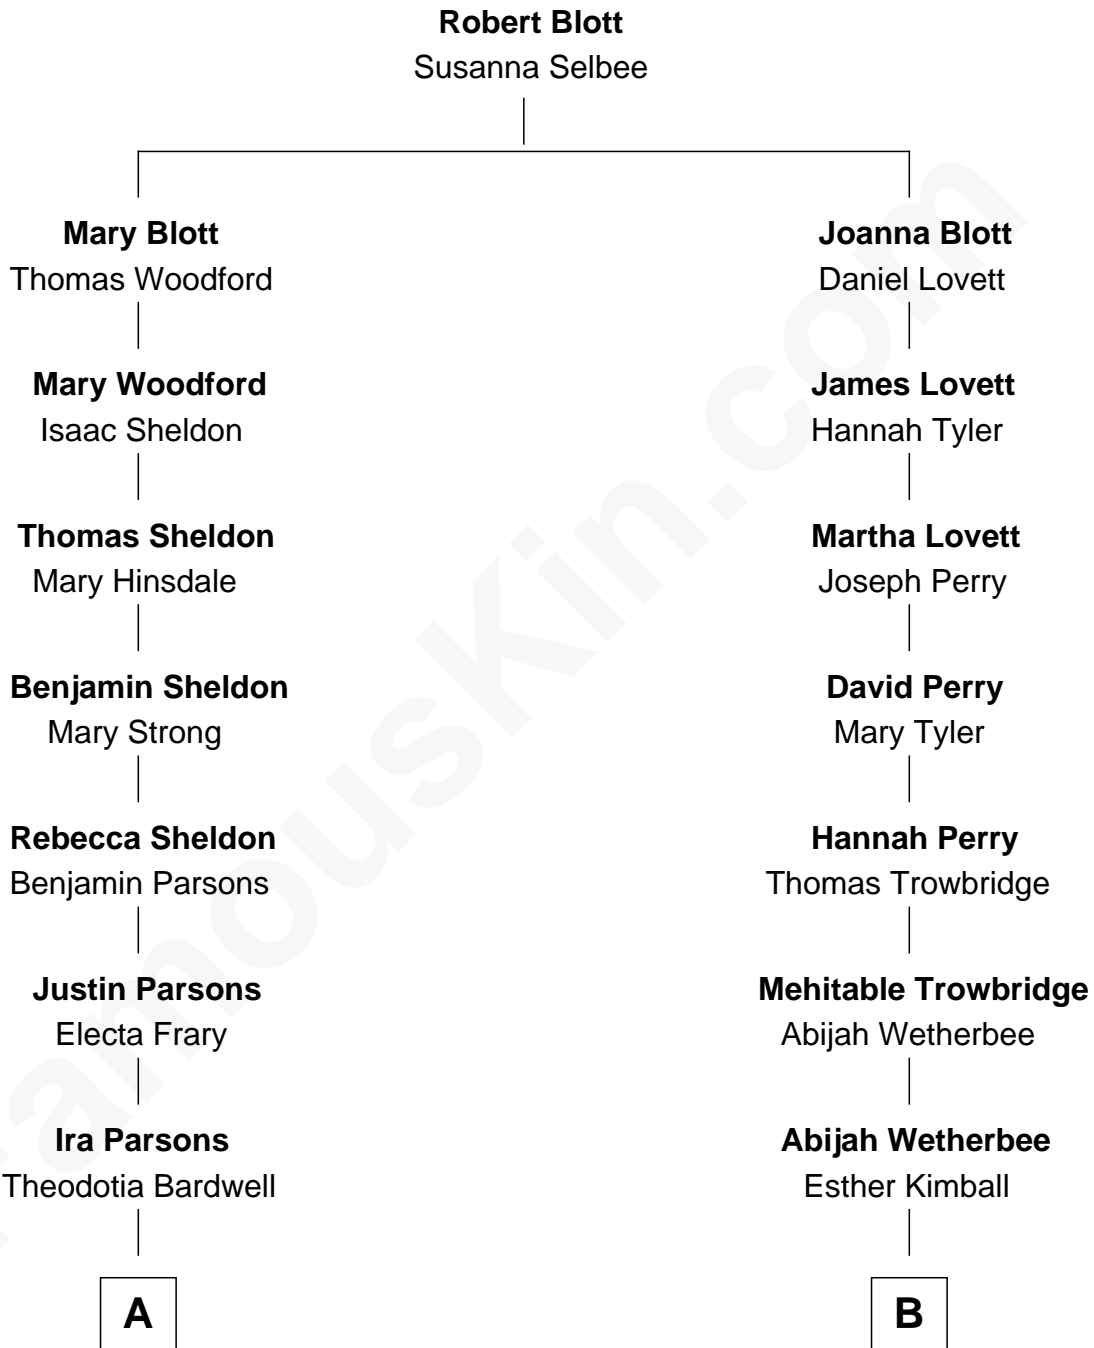 Robert Blott
Susanna Selbee
Mary Blott
Thomas Woodford
Joanna Blott
Daniel Lovett
Mary Woodford
Isaac Sheldon
James Lovett
Hannah Tyler
Thomas Sheldon
Mary Hinsdale
Martha Lovett
Joseph Perry
Benjamin Sheldon
Mary Strong
David Perry
Mary Tyler
Rebecca Sheldon
Benjamin Parsons
Hannah Perry
Thomas Trowbridge
Justin Parsons
Electa Frary
Mehitable Trowbridge
Abijah Wetherbee
Ira Parsons
Theodotia Bardwell
Abijah Wetherbee
Esther Kimball
A
B
FamousKin.com